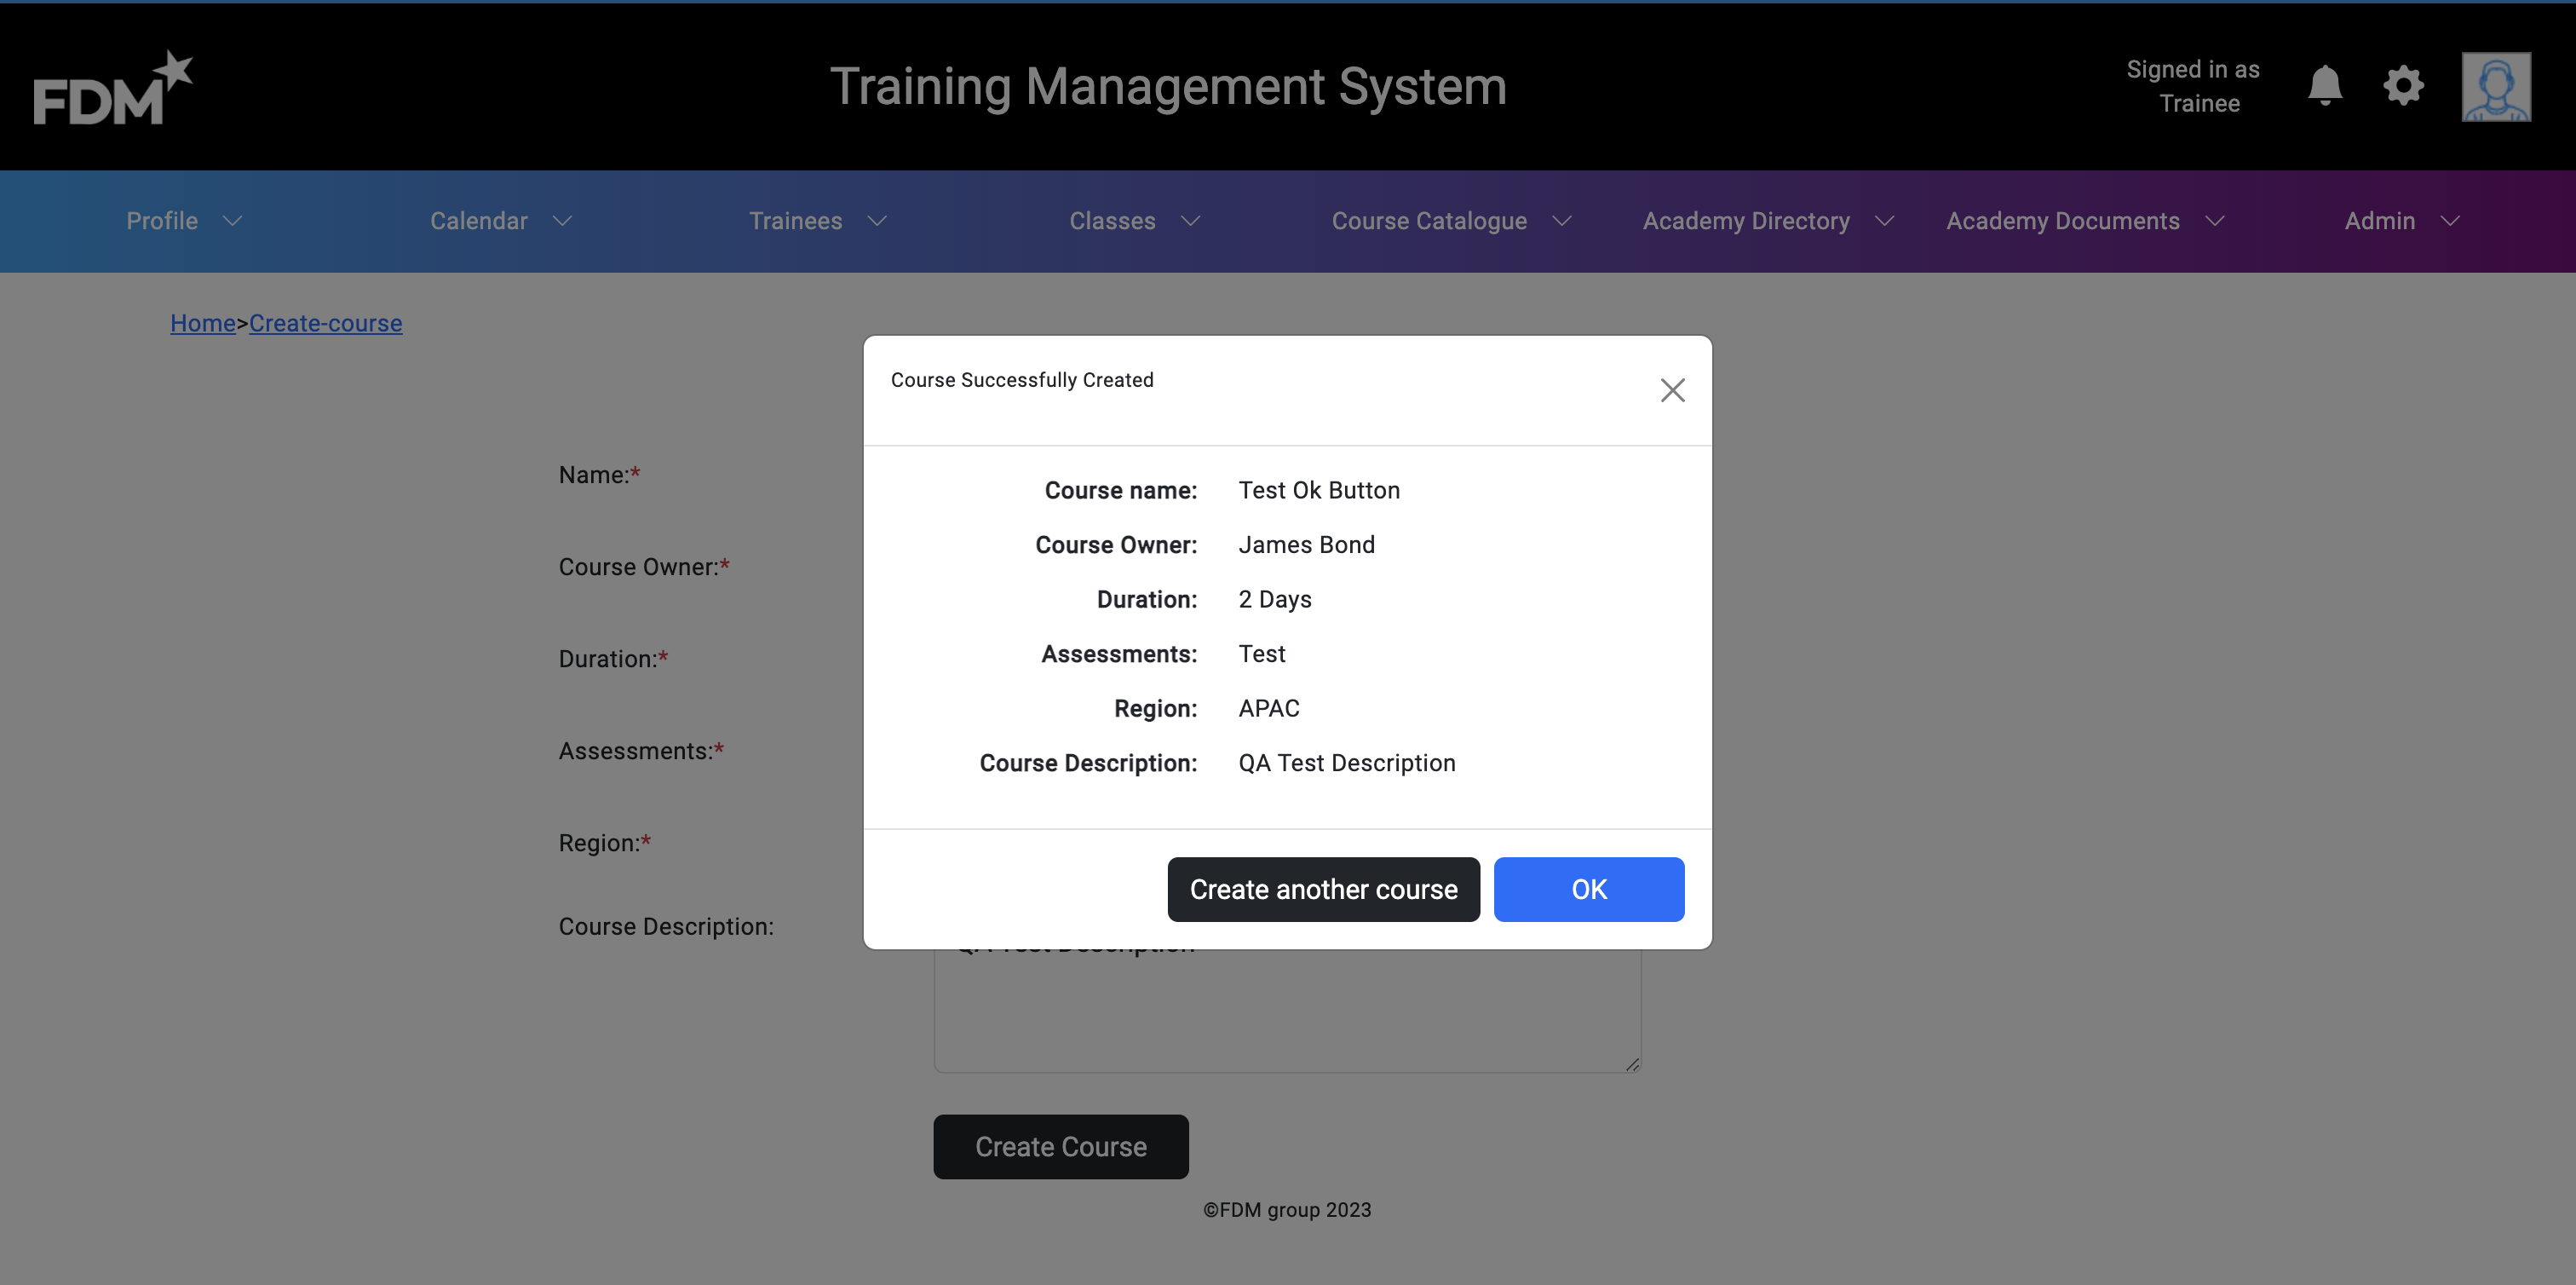 FDM
Training Management System
Signed in as
Trainee
Profile
Calendar
Trainees
Classes
Course Catalogue
Academy Directory
Academy Documents
Admin
Home>Create-course
Course Successfully Created
Name:*
Course Owner:*
Duration:*
Assessments:*
Region:*
Course Description:
Course name: Test Ok Button
Course Owner: James Bond
Duration: 2 Days
Assessments: Test
Region: APAC
Course Description: QA Test Description
Create another course
OK
QA Test Description
Create Course
©FDM group 2023